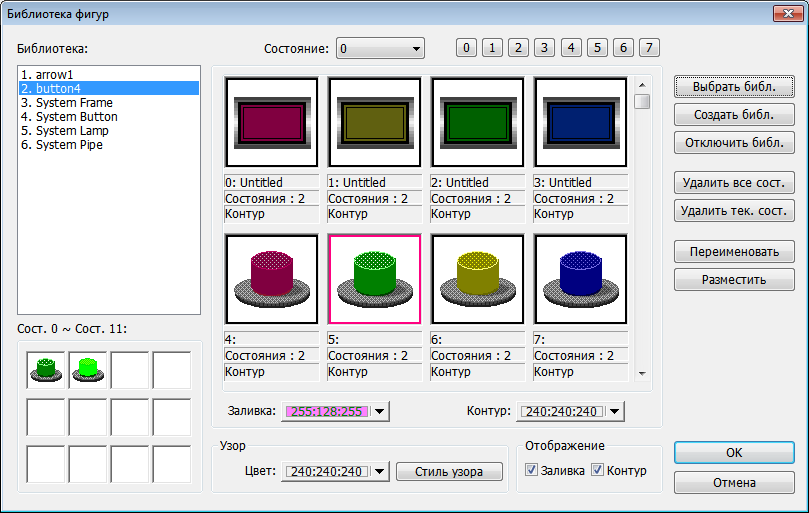 Библиотека фигур
Библиотека:
Состояние: 0
0 1 2 3 4 5 6 7
1. arrow1
2. button4
3. System Frame
4. System Button
5. System Lamp
6. System Pipe
0: Untitled 1: Untitled 2: Untitled 3: Untitled
Состояния : 2 Состояния : 2 Состояния : 2 Состояния : 2
Контур Контур Контур Контур
4: 5: 6: 7:
Состояния : 2 Состояния : 2 Состояния : 2 Состояния : 2
Контур Контур Контур Контур
Выбрать библ.
Создать библ.
Отключить библ.
Удалить все сост.
Удалить тек. сост.
Переименовать
Разместить
Сост. 0 ~ Сост. 11:
Заливка: 255:128:255 Контур: 240:240:240
Узор
Цвет: 240:240:240 Стиль узора
Отображение
Заливка Контур
OK
Отмена